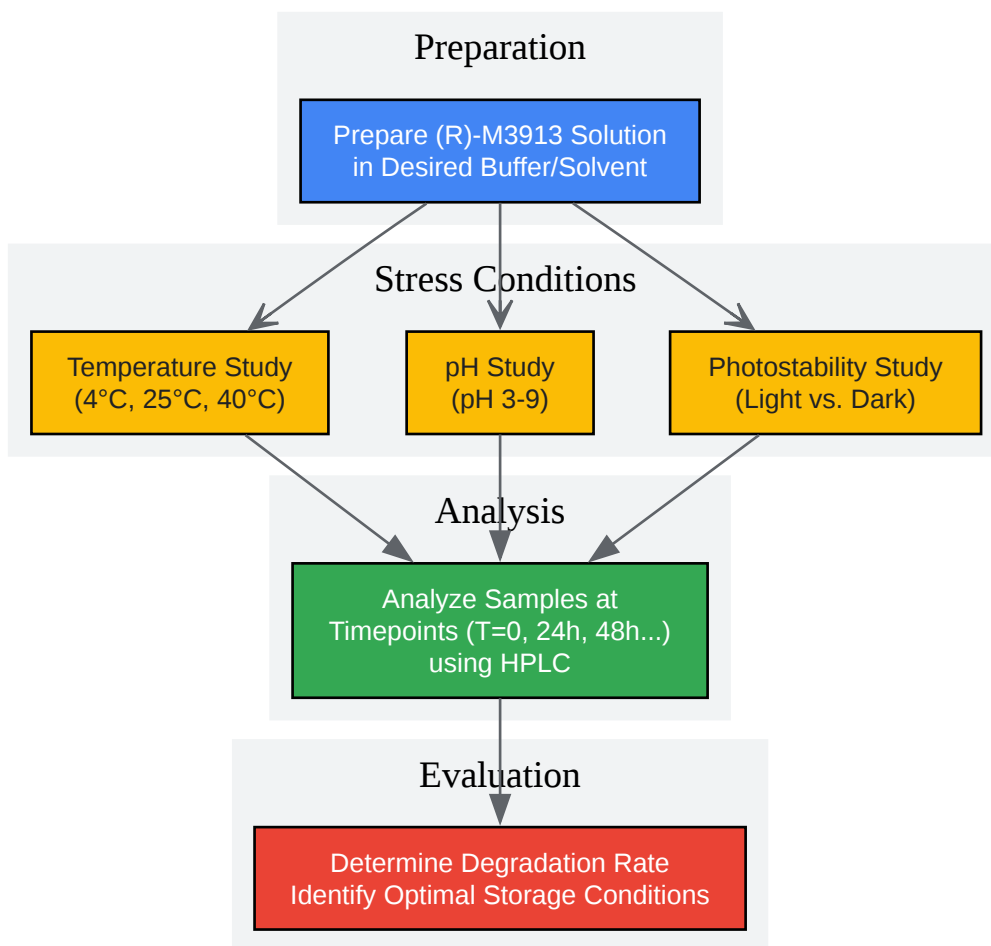 Preparation
Prepare (R)-M3913 Solution
in Desired Buffer/Solvent
Stress Conditions
Temperature Study
(4°C, 25°C, 40°C)
pH Study
(pH 3-9)
Photostability Study
(Light vs. Dark)
Analysis
Analyze Samples at
Timepoints (T=0, 24h, 48h...)
using HPLC
Evaluation
Determine Degradation Rate
Identify Optimal Storage Conditions